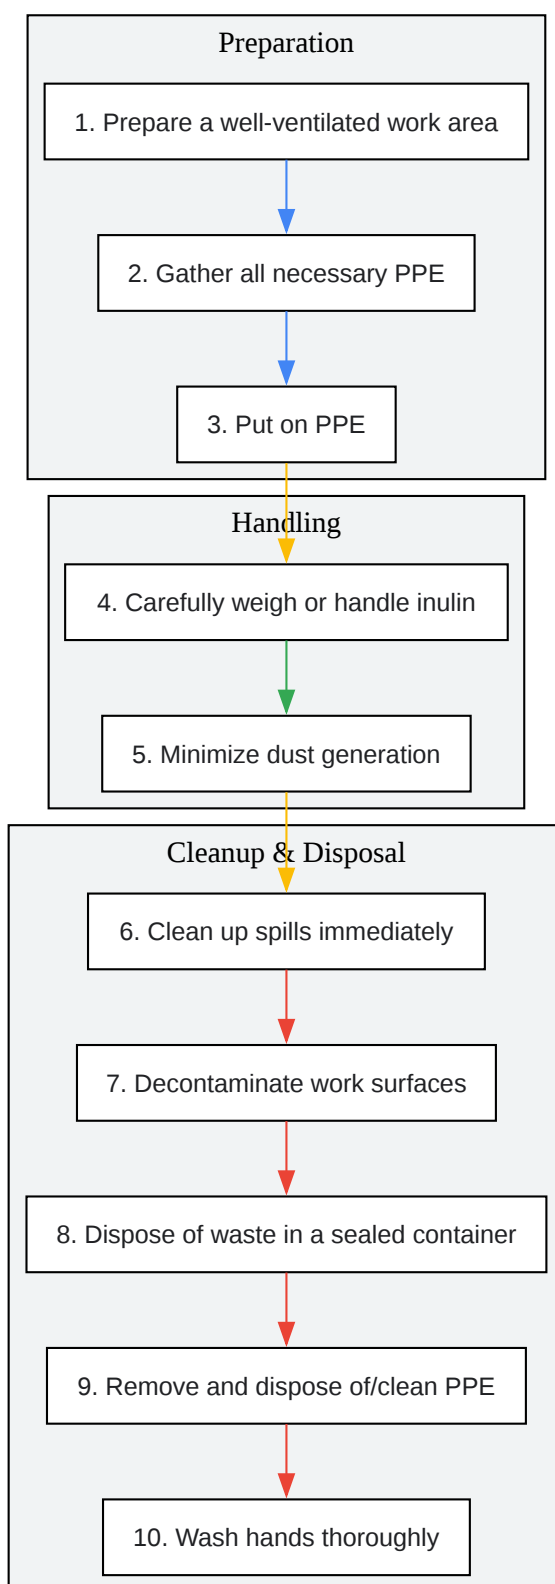 Preparation
1. Prepare a well-ventilated work area
2. Gather all necessary PPE
3. Put on PPE
Handling
4. Carefully weigh or handle inulin
5. Minimize dust generation
Cleanup & Disposal
6. Clean up spills immediately
7. Decontaminate work surfaces
8. Dispose of waste in a sealed container
9. Remove and dispose of/clean PPE
10. Wash hands thoroughly